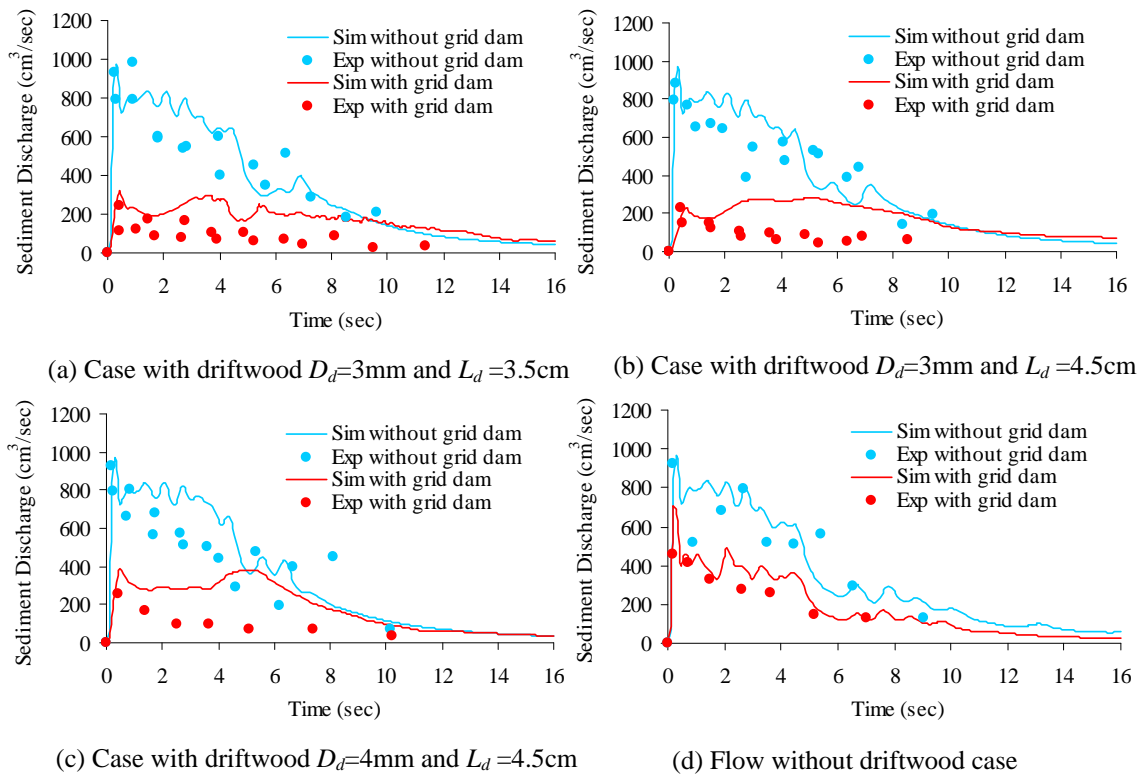 1200
1000
800
600
400
200
0
Sediment Discharge (cm³/sec)
Sim without grid dam
Exp without grid dam
Sim with grid dam
Exp with grid dam
0 2 4 6 8 10 12 14 16
Time (sec)
(a) Case with driftwood D_d=3mm and L_d =3.5cm
1200
1000
800
600
400
200
0
Sediment Discharge (cm³/sec)
Sim without grid dam
Exp without grid dam
Sim with grid dam
Exp with grid dam
0 2 4 6 8 10 12 14 16
Time (sec)
(b) Case with driftwood D_d=3mm and L_d =4.5cm
1200
1000
800
600
400
200
0
Sediment Discharge (cm³/sec)
Sim without grid dam
Exp without grid dam
Sim with grid dam
Exp with grid dam
0 2 4 6 8 10 12 14 16
Time (sec)
(c) Case with driftwood D_d=4mm and L_d =4.5cm
1200
1000
800
600
400
200
0
Sediment Discharge (cm³/sec)
Sim without grid dam
Exp without grid dam
Sim with grid dam
Exp with grid dam
0 2 4 6 8 10 12 14 16
Time (sec)
(d) Flow without driftwood case